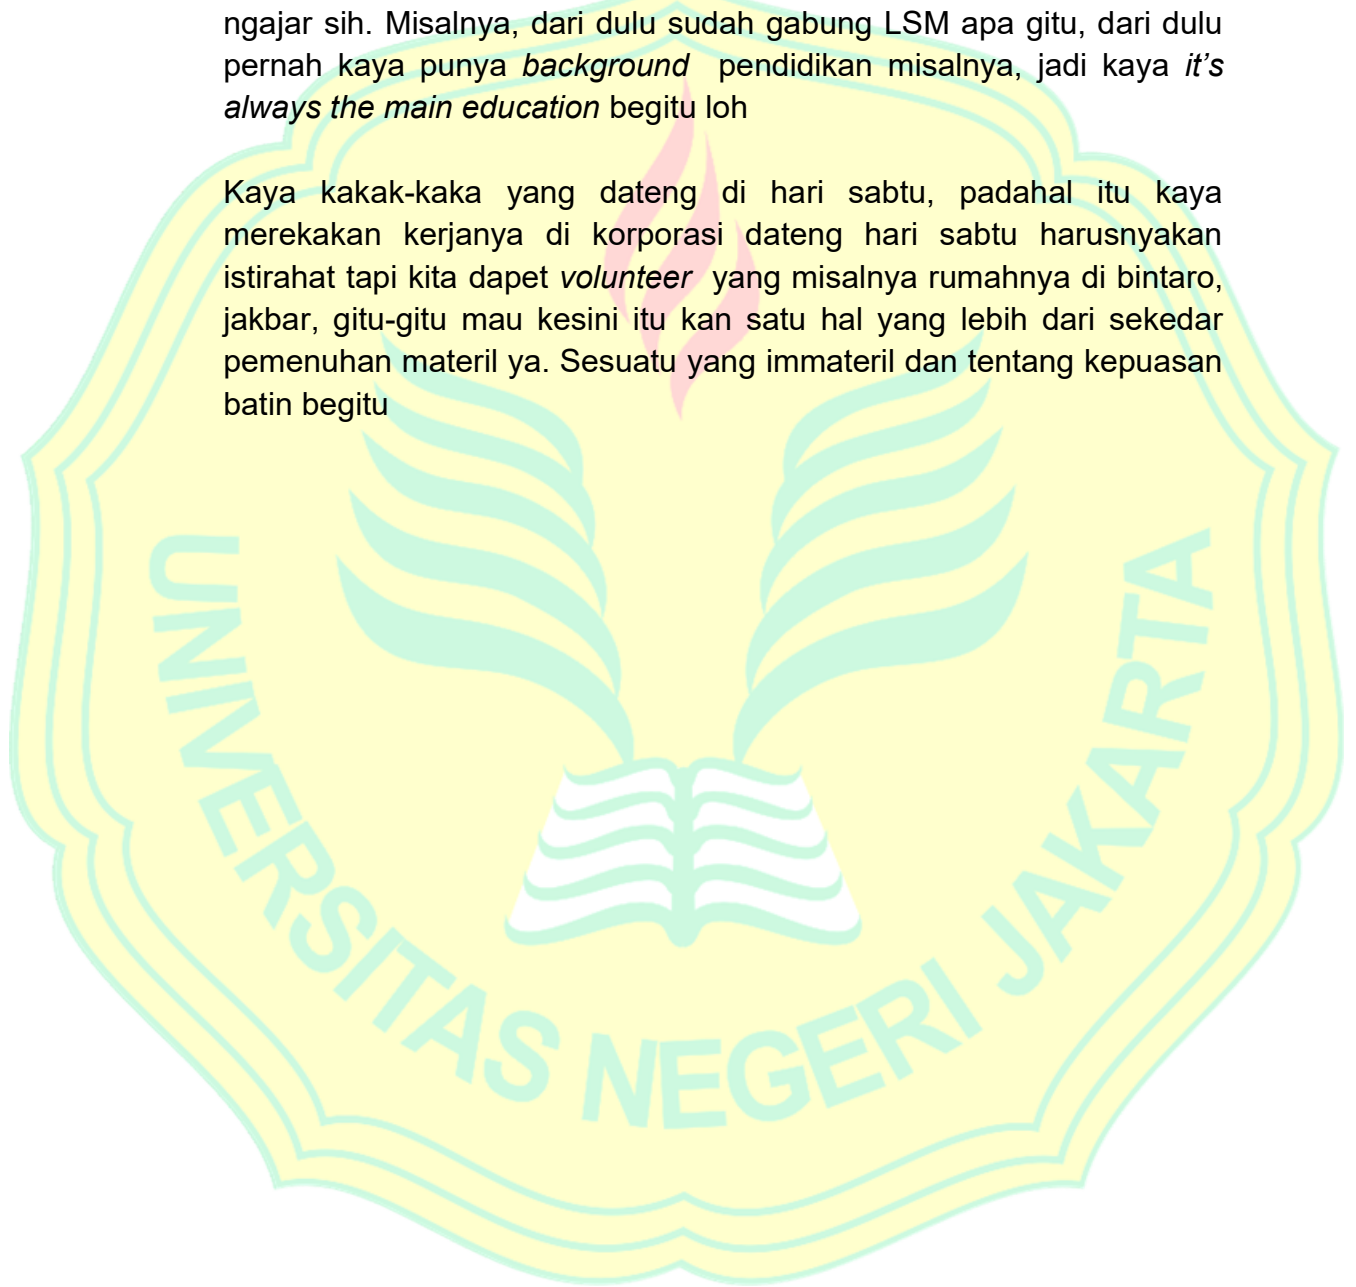 ngajar sih. Misalnya, dari dulu sudah gabung LSM apa gitu, dari dulu
pernah kaya punya background pendidikan misalnya, jadi kaya it's
always the main education begitu loh
Kaya kakak-kaka yang dateng di hari sabtu, padahal itu kaya
merekakan kerjanya di korporasi dateng hari sabtu harusnyakan
istirahat tapi kita dapet volunteer yang misalnya rumahnya di bintaro,
jakbar, gitu-gitu mau kesini itu kan satu hal yang lebih dari sekedar
pemenuhan materil ya. Sesuatu yang immateril dan tentang kepuasan
batin begitu
UNIVERSITAS NEGERI JAKARTA